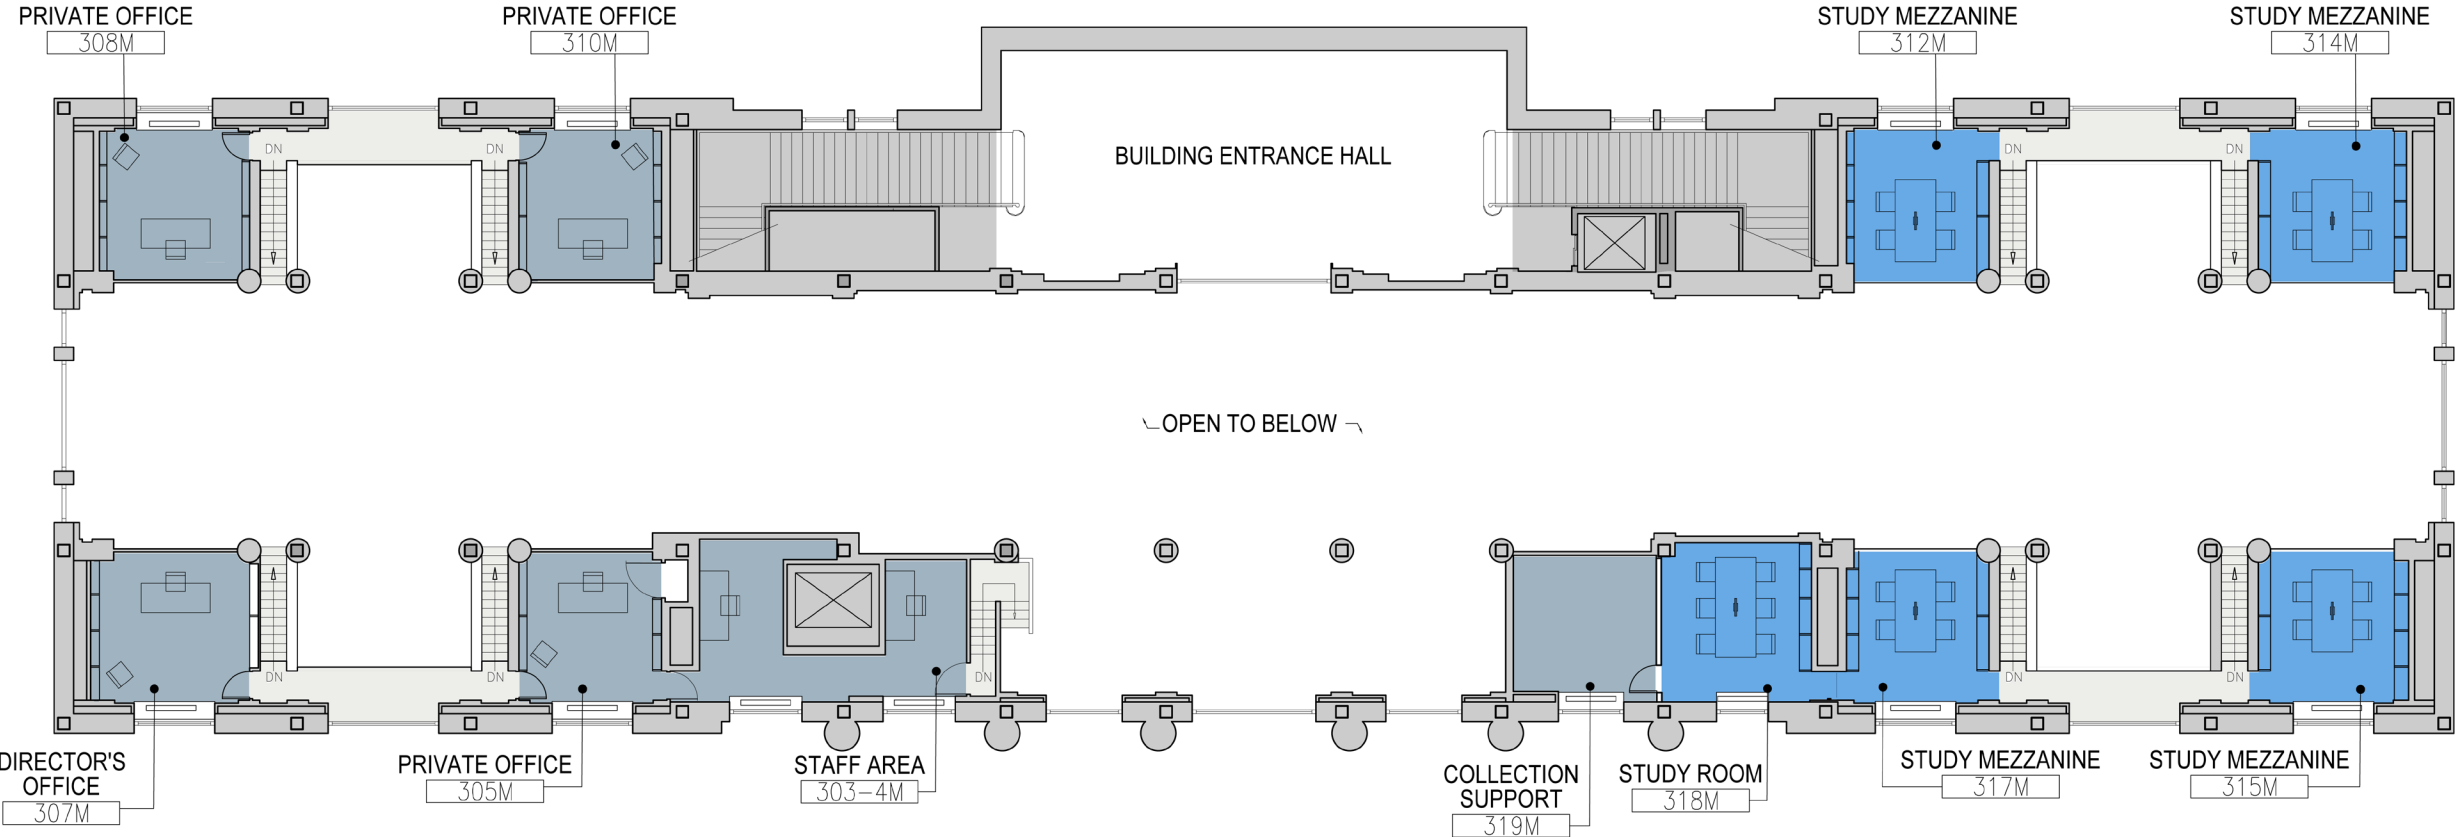 PRIVATE OFFICE
308M
PRIVATE OFFICE
310M
STUDY MEZZANINE
312M
STUDY MEZZANINE
314M
BUILDING ENTRANCE HALL
DN
DN
DN
DN
OPEN TO BELOW
DN
DN
DN
DN
DN
DIRECTOR'S
OFFICE
307M
PRIVATE OFFICE
305M
STAFF AREA
303-4M
COLLECTION
SUPPORT
319M
STUDY ROOM
318M
STUDY MEZZANINE
317M
STUDY MEZZANINE
315M